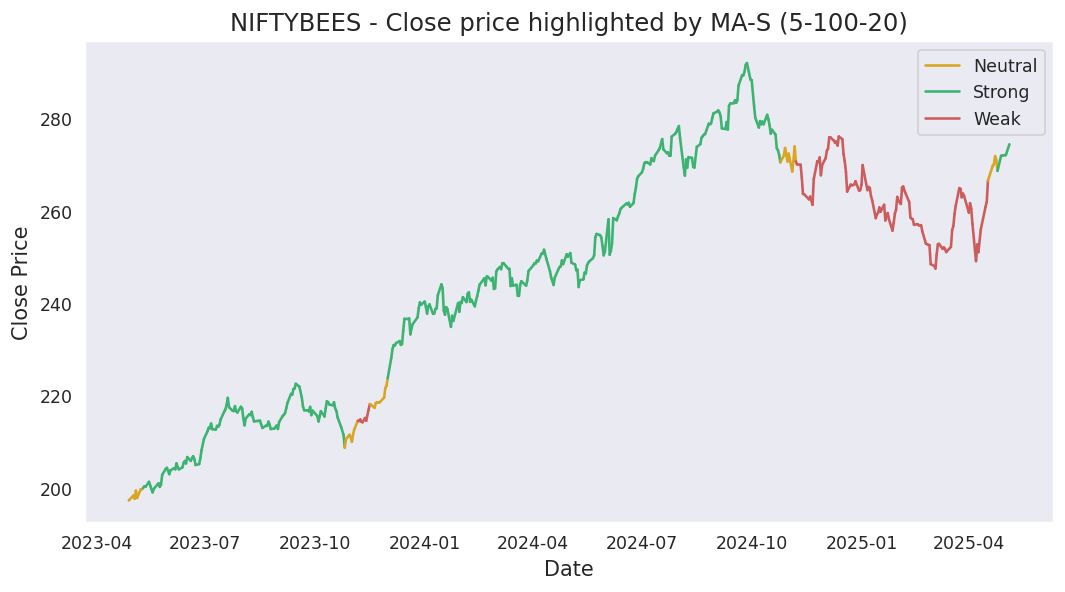 NIFTYBEES - Close price highlighted by MA-S (5-100-20)
Neutral
Strong
Weak
Close Price
280
260
240
220
200
2023-04 2023-07 2023-10 2024-01 2024-04 2024-07 2024-10 2025-01 2025-04
Date